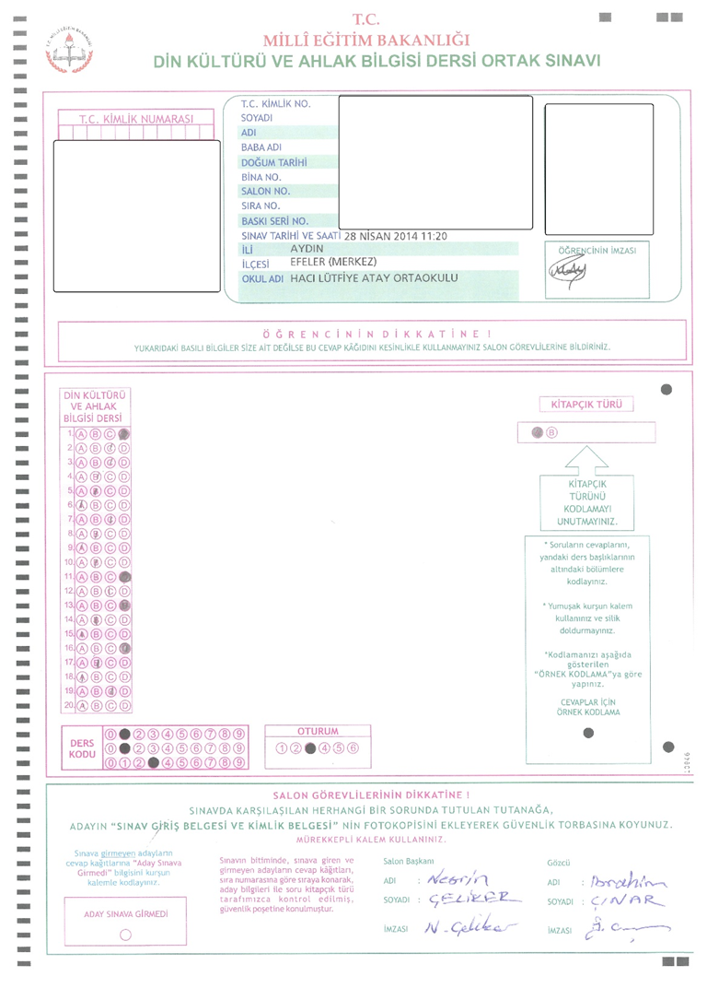 T.C.
MİLLÎ EĞİTİM BAKANLIĞI
DİN KÜLTÜRÜ VE AHLAK BİLGİSİ DERSİ ORTAK SINAVI
T.C. KİMLİK NUMARASI
T.C. KİMLİK NO.
SOYADI
ADI
BABA ADI
DOĞUM TARİHİ
BİNA NO.
SALON NO.
SIRA NO.
BASKI SERİ NO.
SINAV TARİHİ VE SAATİ 28 NİSAN 2014 11:20
İLİ AYDIN
İLÇESİ EFELER (MERKEZ)
OKUL ADI HACI LÜTFİYE ATAY ORTAOKULU
ÖĞRENCİNİN İMZASI
ÖĞRENCİNİN DİKKATİNE !
YUKARIDAKİ BASILI BİLGİLER SİZE AİT DEĞİLSE BU CEVAP KÂĞIDINI KESİNLİKLE KULLANMAYINIZ SALON GÖREVLİLERİNE BİLDİRİNİZ.
DİN KÜLTÜRÜ
VE AHLAK
BİLGİSİ DERSİ
1. A B C
2. A B C D
3. A B C D
4. A B C D
5. A B C D
6. A B C D
7. A B C D
8. A B C D
9. A B C D
10. A B C D
11. A B C
12. A B C D
13. A B C
14. A B C D
15. A B C D
16. A B C
17. A B C D
18. A B C D
19. A B C D
20. A B C D
KİTAPÇIK TÜRÜ
B
KİTAPÇIK
TÜRÜNÜ
KODLAMAYI
UNUTMAYINIZ.
* Soruların cevaplarını,
yandaki ders başlıklarının
altındaki bölümlere
kodlayınız.
* Yumuşak kurşun kalem
kullanınız ve silik
doldurmayınız.
*Kodlamanızı aşağıda
gösterilen
"ÖRNEK KODLAMA"ya göre
yapınız.
CEVAPLAR İÇİN
ÖRNEK KODLAMA
DERS
KODU
0 2 3 4 5 6 7 8 9
0 2 3 4 5 6 7 8 9
0 1 2 4 5 6 7 8 9
OTURUM
1 2 4 5 6
SALON GÖREVLİLERİNİN DİKKATİNE !
SINAVDA KARŞILAŞILAN HERHANGİ BİR SORUNDA TUTULAN TUTANAĞA,
ADAYIN "SINAV GİRİŞ BELGESİ VE KİMLİK BELGESİ" NİN FOTOKOPİSİNİ EKLEYEREK GÜVENLİK TORBASINA KOYUNUZ.
MÜREKKEPLİ KALEM KULLANINIZ.
Sınava girmeyen adayların
cevap kağıtlarına "Aday Sınava
Girmedi" bilgisini kurşun
kalemle kodlayınız.
ADAY SINAVA GİRMEDİ
Sınavın bitiminde, sınava giren ve
girmeyen adayların cevap kâğıtları,
sıra numarasına göre sıraya konarak,
aday bilgileri ile soru kitapçık türü
tarafımızca kontrol edilmiş,
güvenlik poşetine konulmuştur.
Salon Başkanı
ADI : Nesrin
SOYADI : ÇELİKER
İMZASI N. Çeliker
Gözcü
ADI : İbrahim
SOYADI : ÇINAR
İMZASI